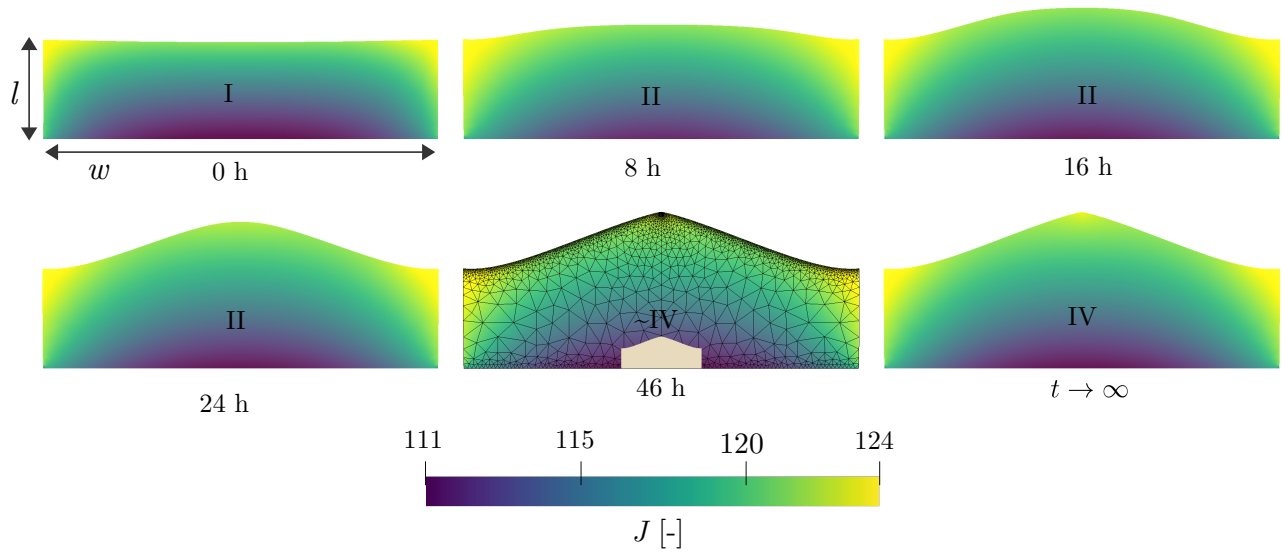 I
II
II
l
w
0 h
8 h
16 h
II
~IV
IV
24 h
46 h
t → ∞
111
115
120
124
J [-]